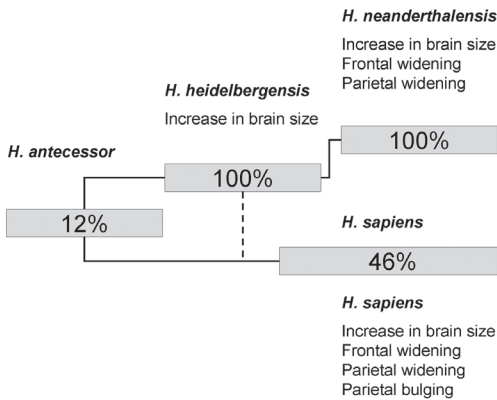 H. neanderthalensis
Increase in brain size
Frontal widening
Parietal widening
H. heidelbergensis
Increase in brain size
H. antecessor
100%
100%
12%
H. sapiens
46%
H. sapiens
Increase in brain size
Frontal widening
Parietal widening
Parietal bulging